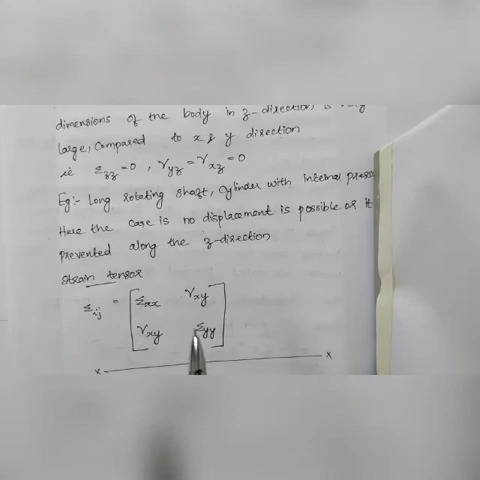 dimensions of the body in z-direction is very
large, compared to x & y direction
ie εzz = 0, γyz = γxz = 0
Eg:- Long rotating shaft, cylinder with internal pressu
Here the case is no displacement is possible or it
prevented along the z-direction
strain tensor
εij = [ εxx γxy
γxy εyy ]
x x